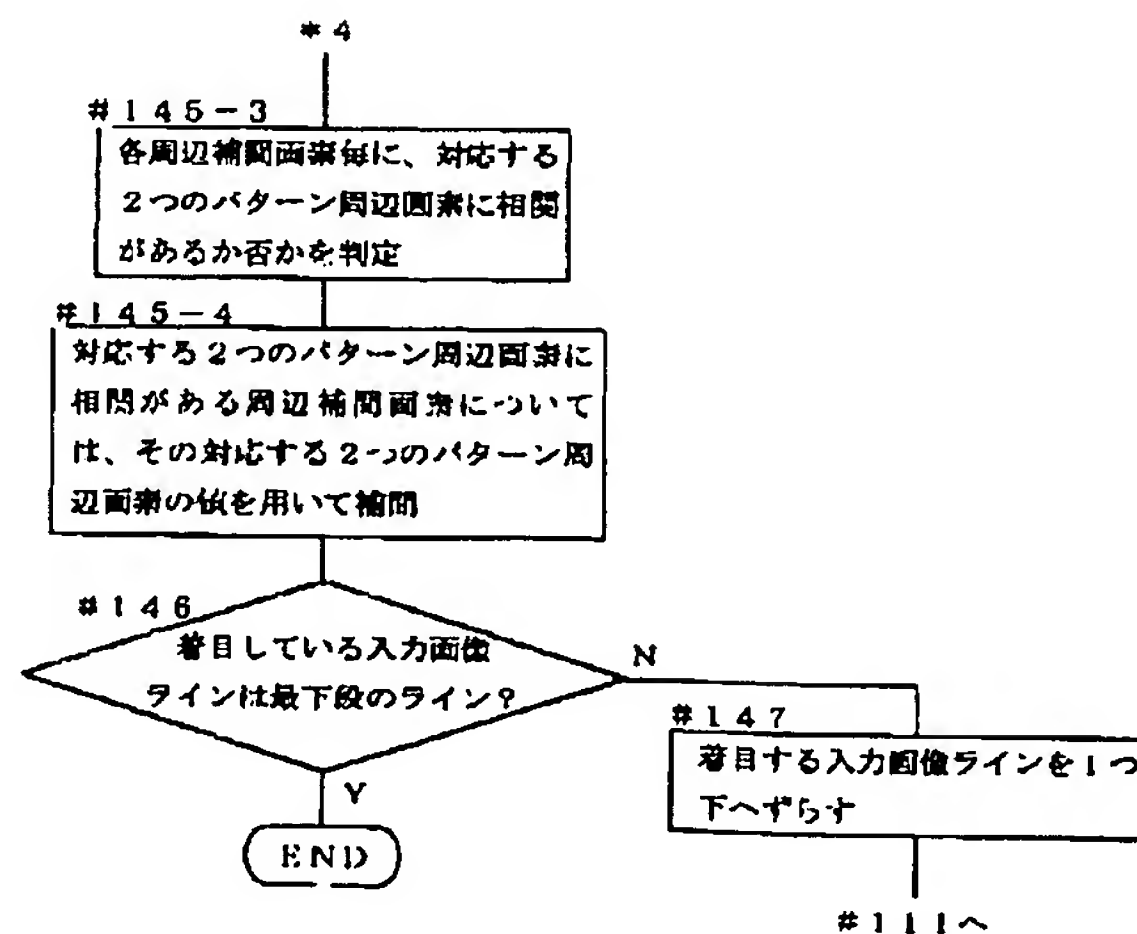 *4
#145-3
各周辺補間画素毎に、対応する
2つのパターン周辺画素に相関
があるか否かを判定
#145-4
対応する2つのパターン周辺画素に
相関がある周辺補間画素について
は、その対応する2つのパターン周
辺画素の値を用いて補間
#146
着目している入力画像
ラインは最下段のライン?
N
#147
着目する入力画像ラインを1つ
下へずらす
Y
END
#111へ